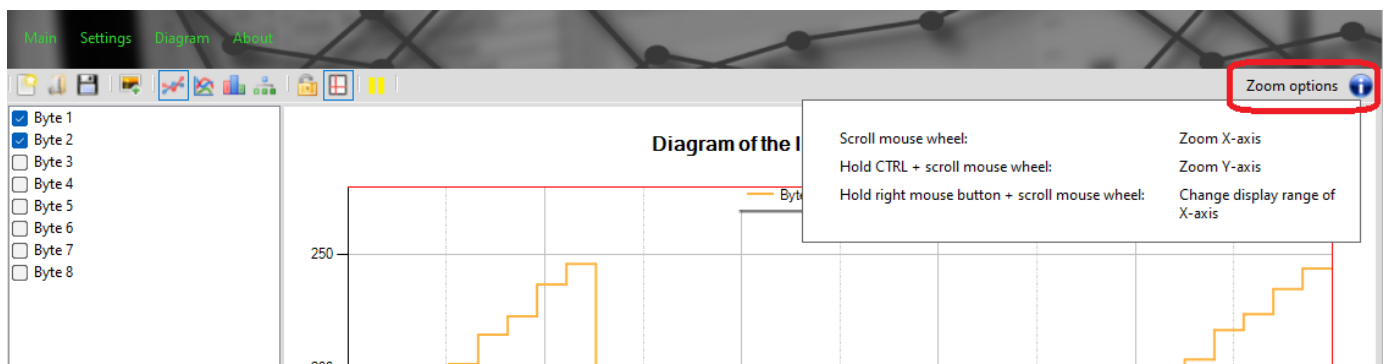 Main Settings Diagram About
Zoom options
Byte 1
Byte 2
Byte 3
Byte 4
Byte 5
Byte 6
Byte 7
Byte 8
Diagram of the
Scroll mouse wheel: Zoom X-axis
Hold CTRL + scroll mouse wheel: Zoom Y-axis
Hold right mouse button + scroll mouse wheel: Change display range of
X-axis
250